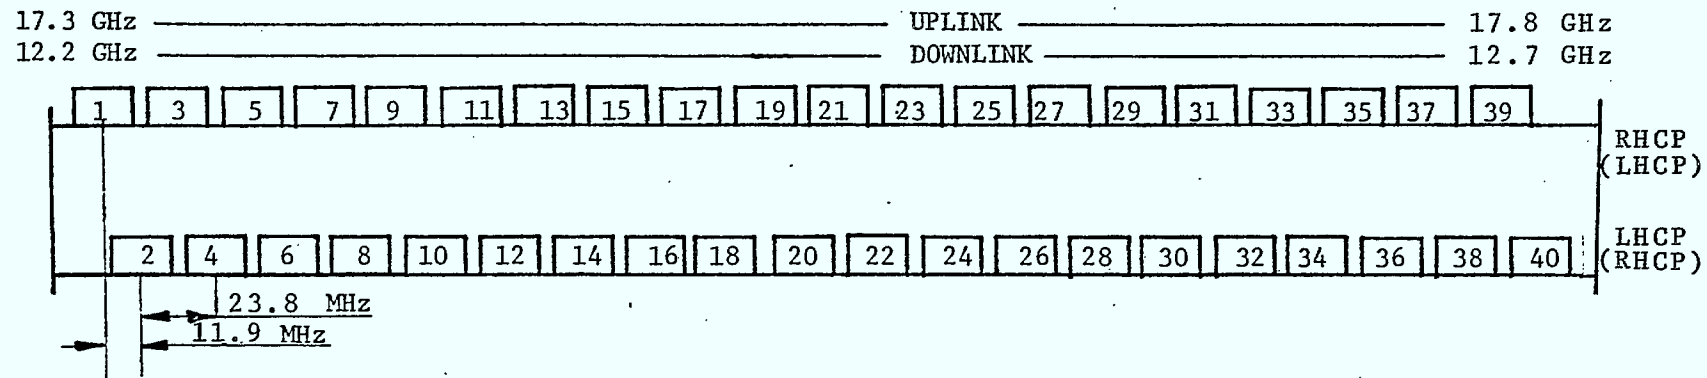 17.3 GHz UPLINK 17.8 GHz
12.2 GHz DOWNLINK 12.7 GHz
1 3 5 7 9 11 13 15 17 19 21 23 25 27 29 31 33 35 37 39
RHCP
(LHCP)
2 4 6 8 10 12 14 16 18 20 22 24 26 28 30 32 34 36 38 40
LHCP
(RHCP)
23.8 MHz
11.9 MHz